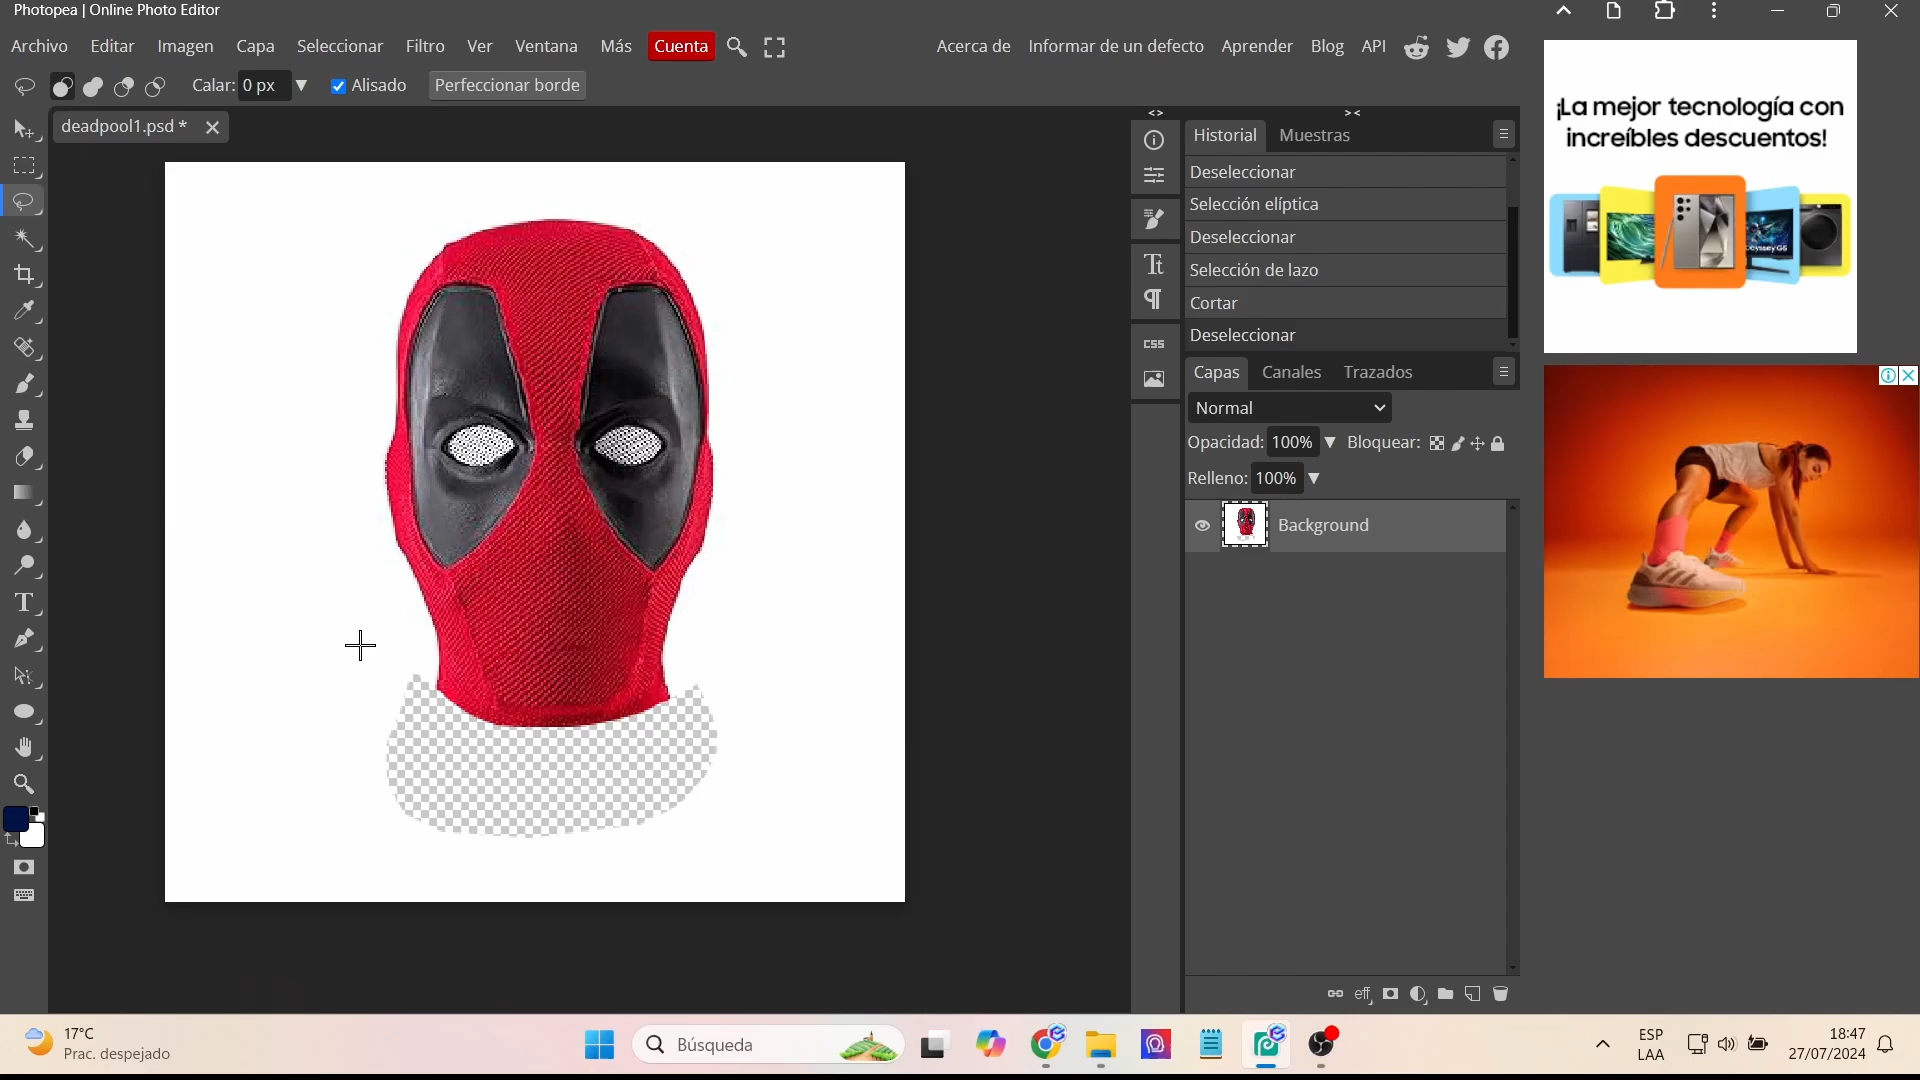 Photopea | Online Photo Editor
Archivo Editar Imagen Capa Seleccionar Filtro Ver Ventana Más Cuenta
Acerca de Informar de un defecto Aprender Blog API
Calar: 0 px Alisado Perfeccionar borde
deadpool1.psd *
Historial Muestras
Deseleccionar
Selección elíptica
Deseleccionar
Selección de lazo
Cortar
Deseleccionar
CSS
Capas Canales Trazados
Normal
Opacidad: 100% Bloquear:
Relleno: 100%
Background
eff
¡La mejor tecnología con
increíbles descuentos!
17°C
Prac. despejado
Búsqueda
ESP
LAA
18:47
27/07/2024